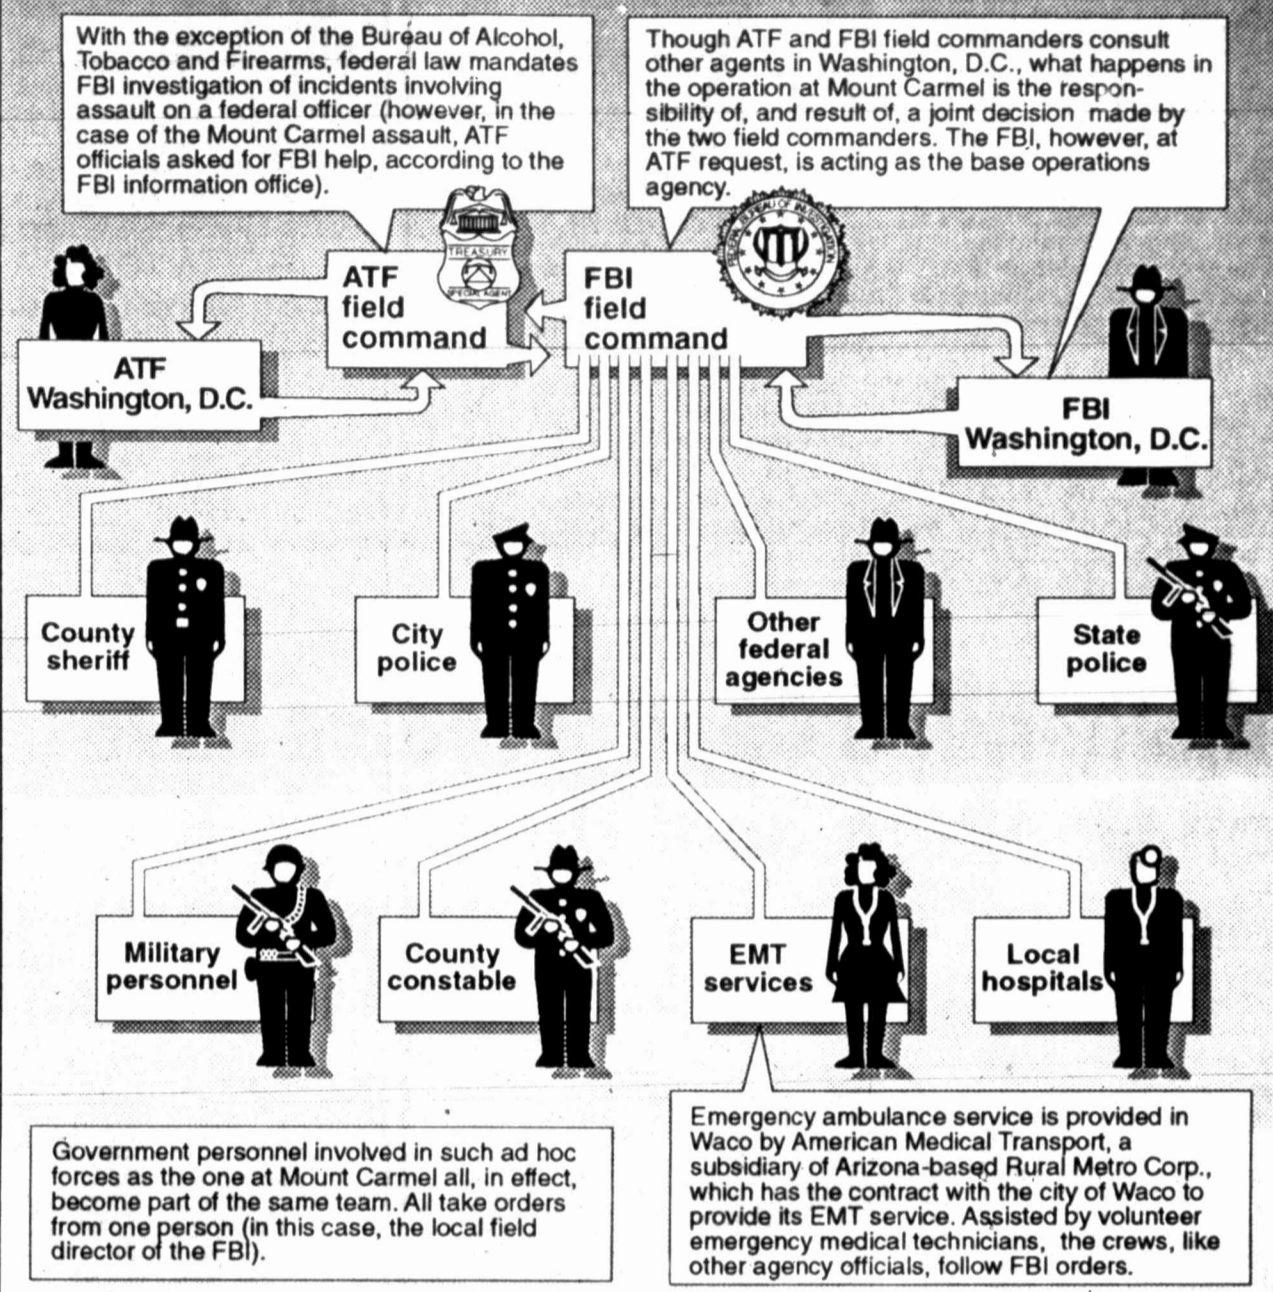 With the exception of the Bureau of Alcohol,
Tobacco and Firearms, federal law mandates
FBI investigation of incidents involving
assault on a federal officer (however, in the
case of the Mount Carmel assault, ATF
officials asked for FBI help, according to the
FBI information office).
Though ATF and FBI field commanders consult
other agents in Washington, D.C., what happens in
the operation at Mount Carmel is the respon-
sibility of, and result of, a joint decision made by
the two field commanders. The FBI, however, at
ATF request, is acting as the base operations
agency.
TREASURY
SPECIAL AGENT
FEDERAL BUREAU OF INVESTIGATION
ATF
field
command
FBI
field
command
ATF
Washington, D.C.
FBI
Washington, D.C.
County
sheriff
City
police
Other
federal
agencies
State
police
Military
personnel
County
constable
EMT
services
Local
hospitals
Government personnel involved in such ad hoc
forces as the one at Mount Carmel all, in effect,
become part of the same team. All take orders
from one person (in this case, the local field
director of the FBI).
Emergency ambulance service is provided in
Waco by American Medical Transport, a
subsidiary of Arizona-based Rural Metro Corp.,
which has the contract with the city of Waco to
provide its EMT service. Assisted by volunteer
emergency medical technicians, the crews, like
other agency officials, follow FBI orders.